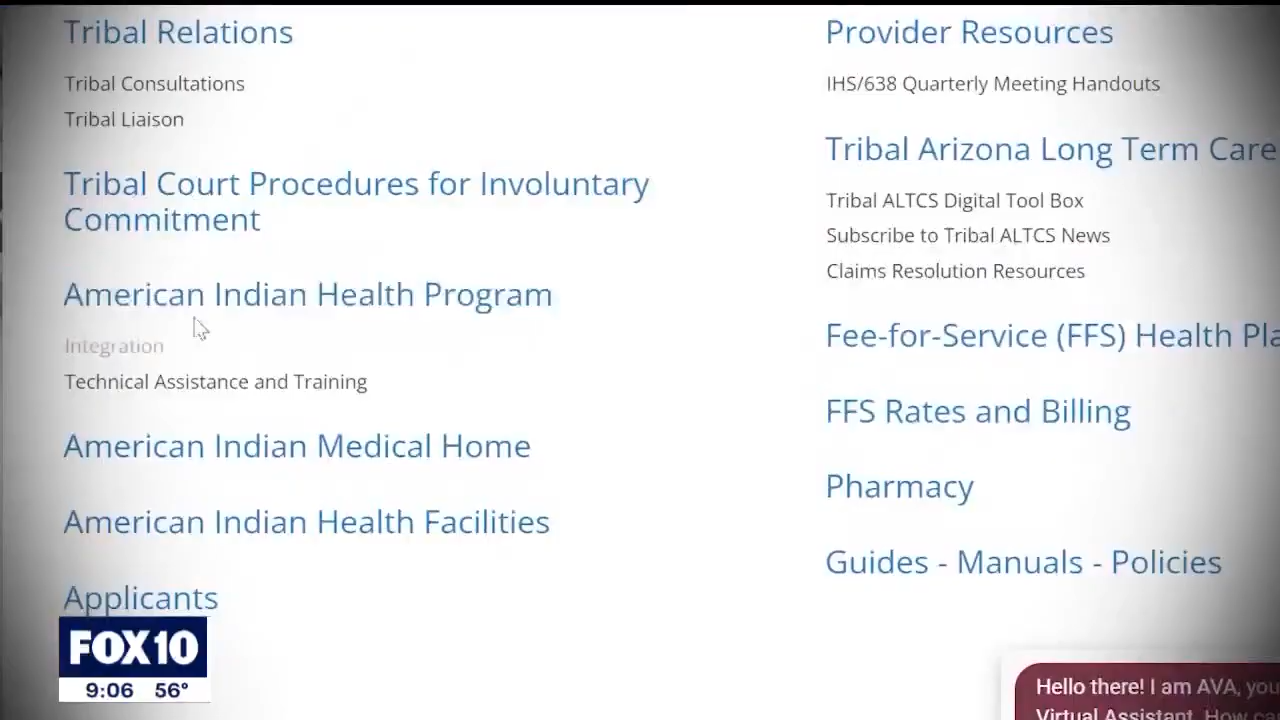 Tribal Relations
Tribal Consultations
Tribal Liaison
Tribal Court Procedures for Involuntary
Commitment
American Indian Health Program
Integration
Technical Assistance and Training
American Indian Medical Home
American Indian Health Facilities
Applicants
Provider Resources
IHS/638 Quarterly Meeting Handouts
Tribal Arizona Long Term Care
Tribal ALTCS Digital Tool Box
Subscribe to Tribal ALTCS News
Claims Resolution Resources
Fee-for-Service (FFS) Health
FFS Rates and Billing
Pharmacy
Guides - Manuals - Policies
FOX10
9:06 56°
Hello there! I am AVA,
Virtual Assistant. How